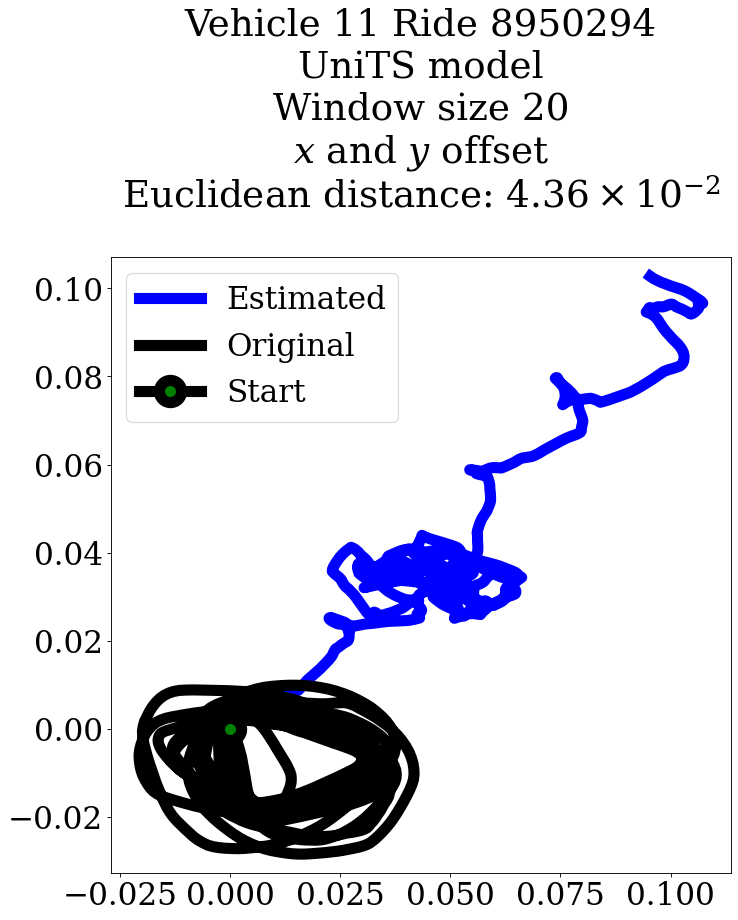 Vehicle 11 Ride 8950294
UniTS model
Window size 20
x and y offset
Euclidean distance: 4.36 × 10⁻²
Estimated
Original
Start
0.10
0.08
0.06
0.04
0.02
0.00
−0.02
−0.025 0.000 0.025 0.050 0.075 0.100